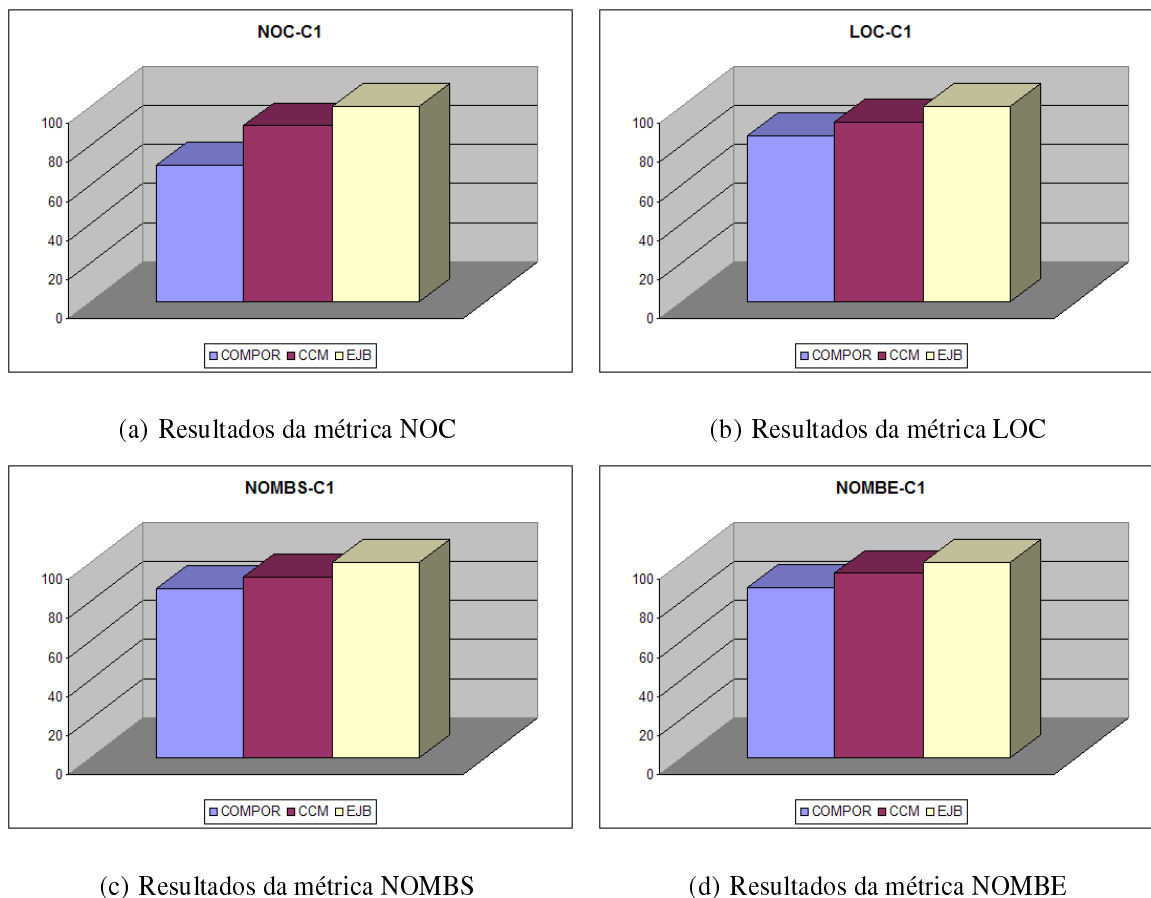 NOC-C1
100
80
60
40
20
0
COMPOR CCM EJB
(a) Resultados da métrica NOC
LOC-C1
100
80
60
40
20
0
COMPOR CCM EJB
(b) Resultados da métrica LOC
NOMBS-C1
100
80
60
40
20
0
COMPOR CCM EJB
(c) Resultados da métrica NOMBS
NOMBE-C1
100
80
60
40
20
0
COMPOR CCM EJB
(d) Resultados da métrica NOMBE